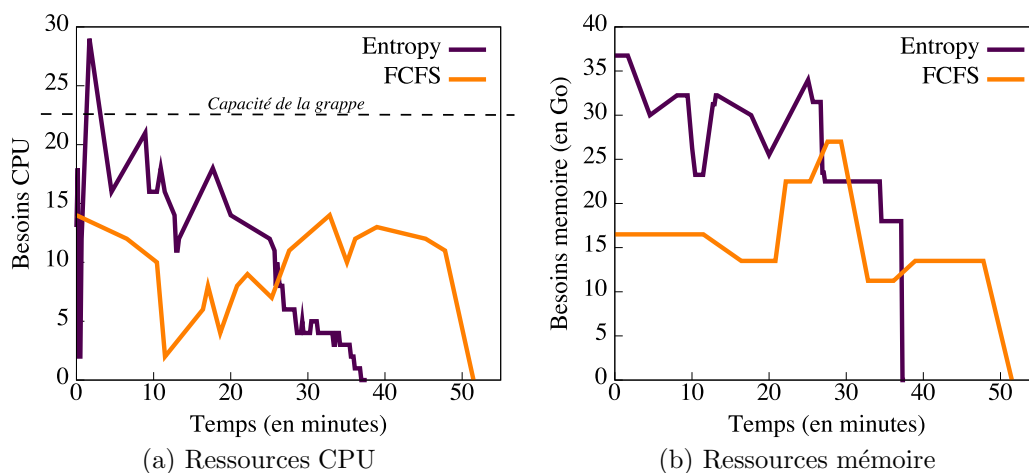 30
25
20
15
10
5
0
Besoins CPU
Entropy
FCFS
Capacité de la grappe
0 10 20 30 40 50
Temps (en minutes)
(a) Ressources CPU
40
35
30
25
20
15
10
5
0
Besoins memoire (en Go)
Entropy
FCFS
0 10 20 30 40 50
Temps (en minutes)
(b) Ressources mémoire